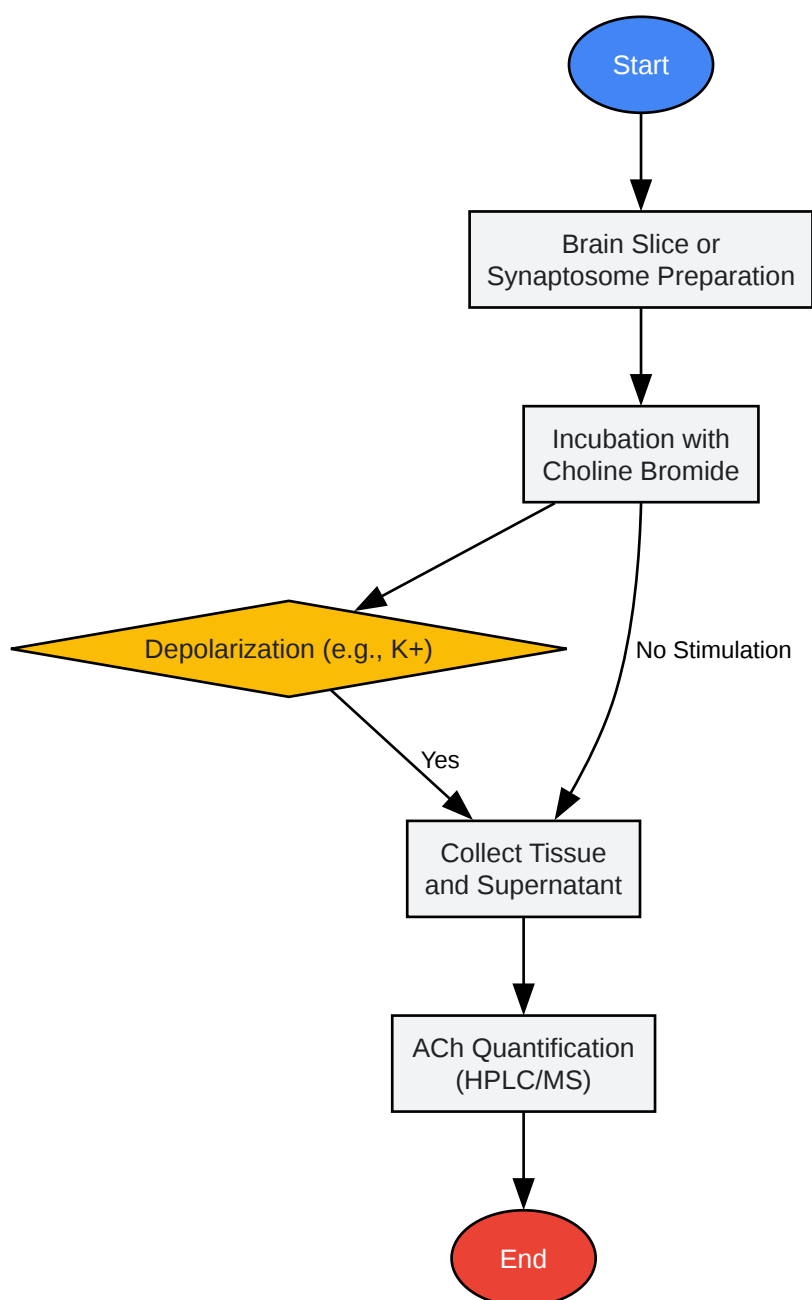 Start
Brain Slice or
Synaptosome Preparation
Incubation with
Choline Bromide
Depolarization (e.g., K+)
No Stimulation
Yes
Collect Tissue
and Supernatant
ACh Quantification
(HPLC/MS)
End